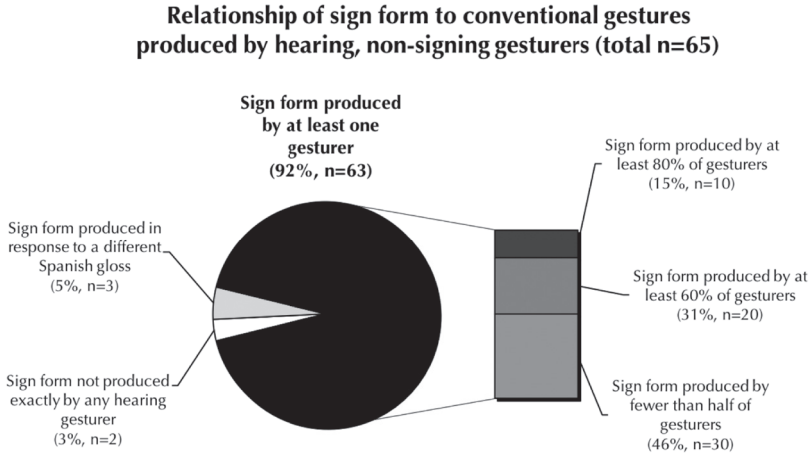 Relationship of sign form to conventional gestures
produced by hearing, non-signing gesturers (total n=65)
Sign form produced
by at least one
gesturer
(92%, n=63)
Sign form produced by at
least 80% of gesturers
(15%, n=10)
Sign form produced in
response to a different
Spanish gloss
(5%, n=3)
Sign form produced by at
least 60% of gesturers
(31%, n=20)
Sign form not produced
exactly by any hearing
gesturer
(3%, n=2)
Sign form produced by
fewer than half of
gesturers
(46%, n=30)